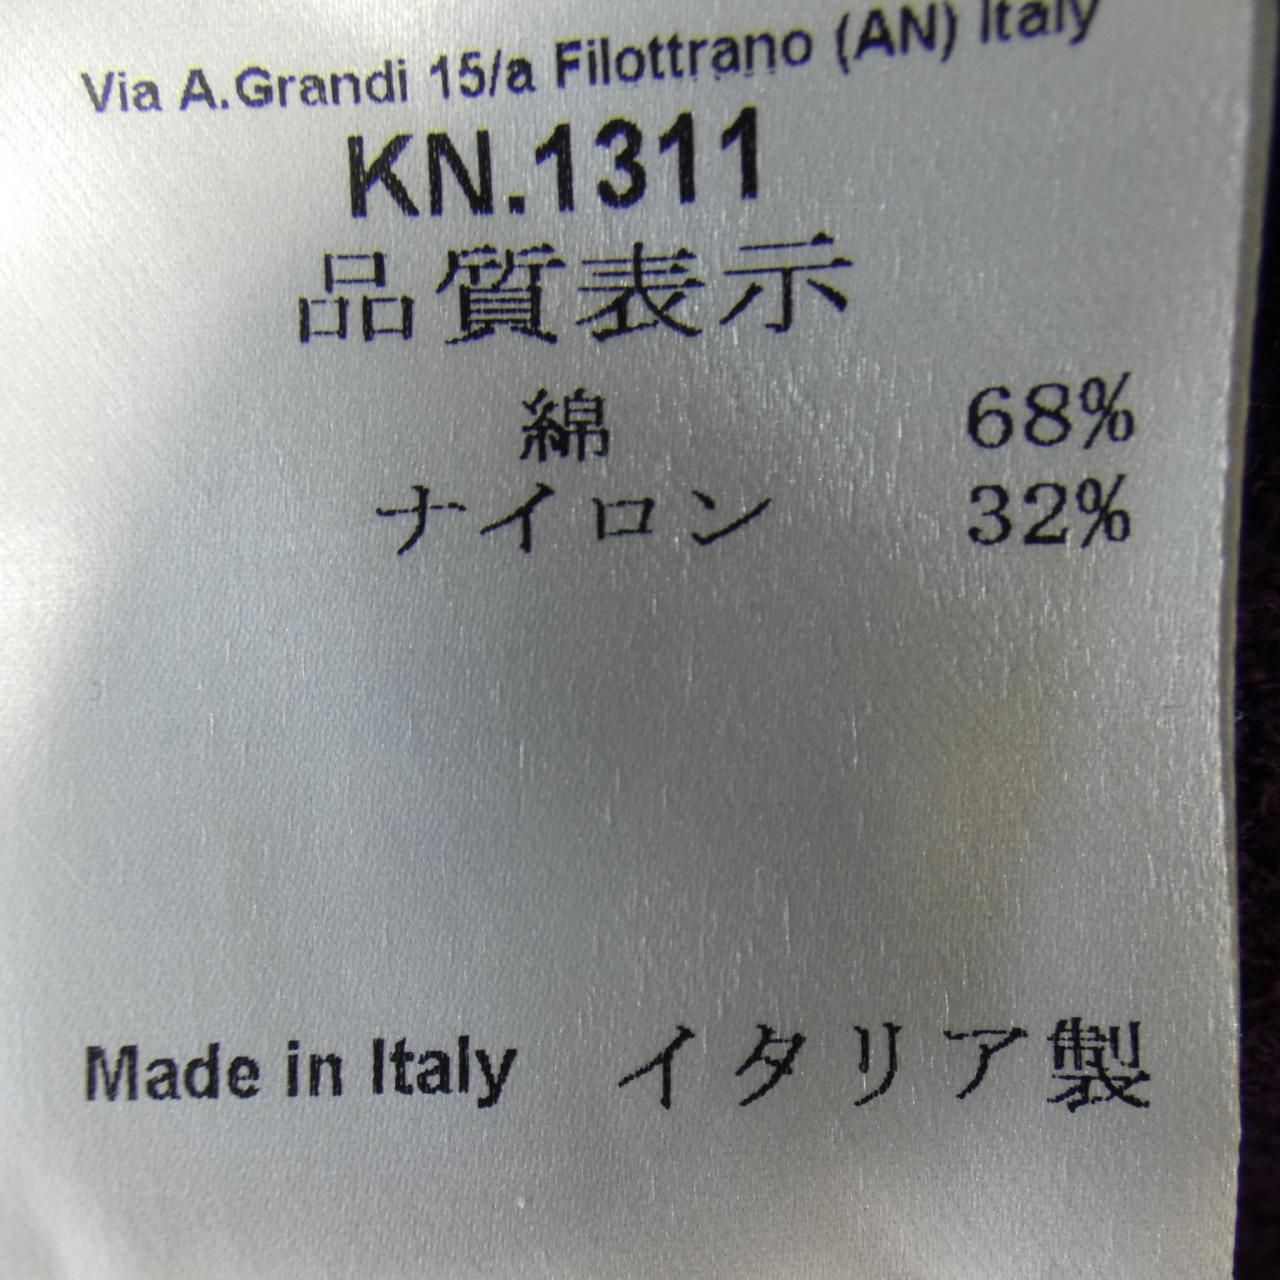 Via A.Grandi 15/a Filottrano (AN) Italy
KN.1311
品質表示
綿 68%
ナイロン 32%
Made in Italy イタリア製